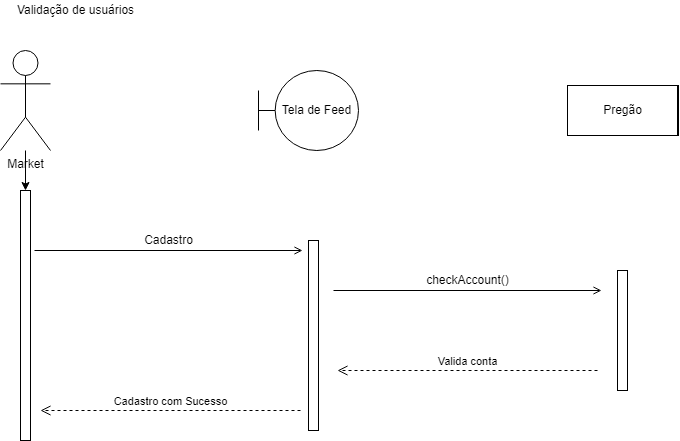 Validação de usuários
Tela de Feed
Pregão
Market
Cadastro
checkAccount()
Valida conta
Cadastro com Sucesso